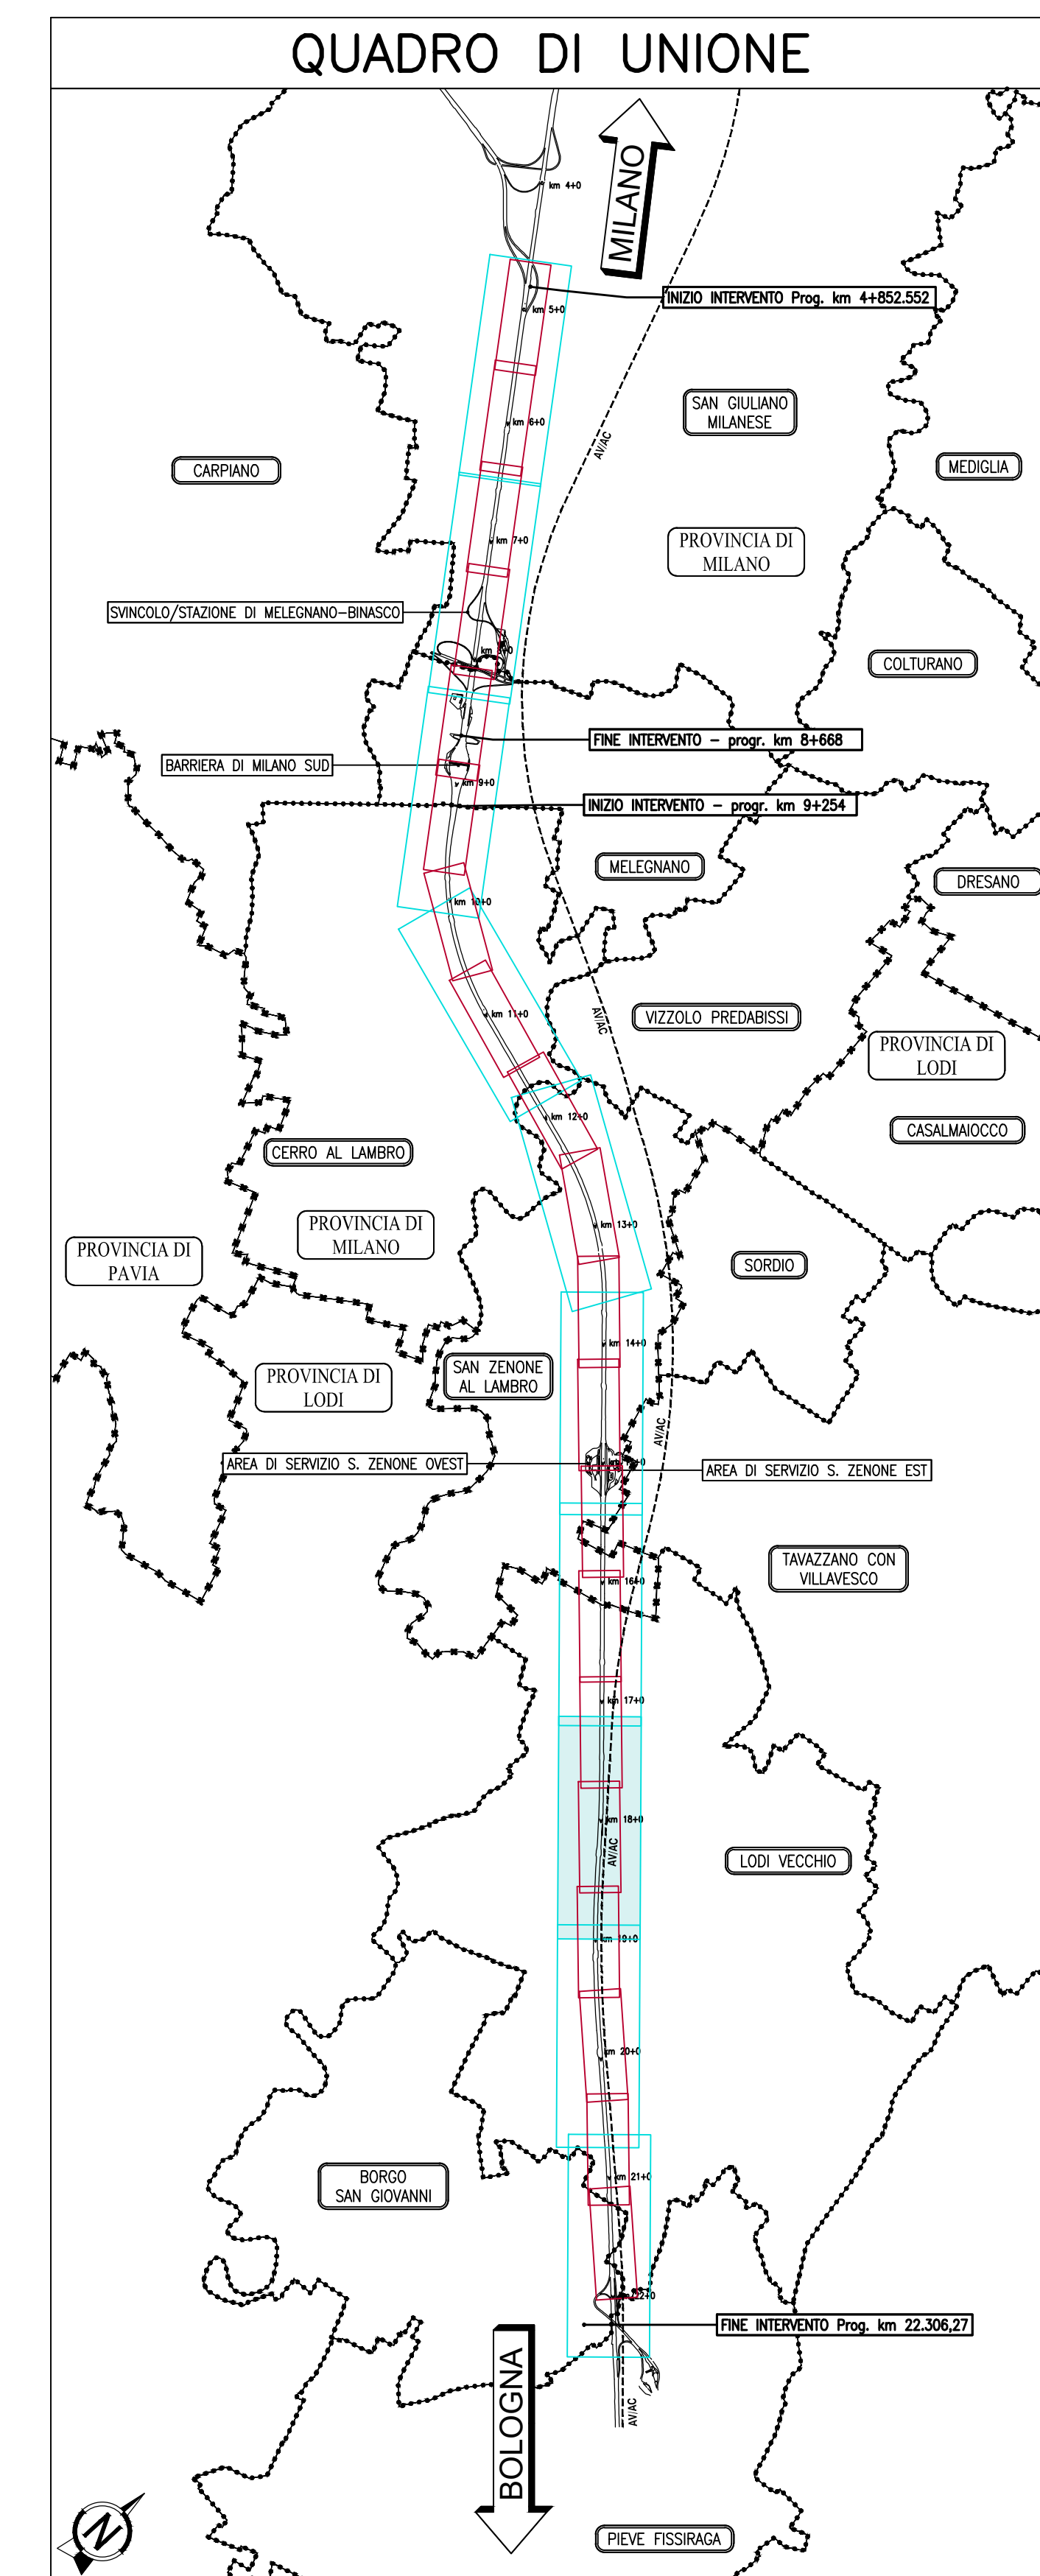 QUADRO DI UNIONE
MILANO
km 4+0
INIZIO INTERVENTO Prog. km 4+852.552
km 5+0
SAN GIULIANO
MILANESE
km 6+0
AV/AC
CARPIANO
MEDIGLIA
PROVINCIA DI
MILANO
km 7+0
SVINCOLO/STAZIONE DI MELEGNANO-BINASCO
COLTURANO
FINE INTERVENTO - progr. km 8+668
BARRIERA DI MILANO SUD
km 9+0
INIZIO INTERVENTO - progr. km 9+254
MELEGNANO
DRESANO
km 10+0
km 11+0
AV/AC
VIZZOLO PREDABISSI
PROVINCIA DI
LODI
km 12+0
CASALMAIOCCO
CERRO AL LAMBRO
PROVINCIA DI
MILANO
km 13+0
PROVINCIA DI
PAVIA
SORDIO
km 14+0
PROVINCIA DI
LODI
SAN ZENONE
AL LAMBRO
AV/AC
AREA DI SERVIZIO S. ZENONE OVEST
AREA DI SERVIZIO S. ZENONE EST
TAVAZZANO CON
VILLAVESCO
km 16+0
km 17+0
km 18+0
AV/AC
LODI VECCHIO
km 19+0
km 20+0
BORGO
SAN GIOVANNI
km 21+0
km 22+0
FINE INTERVENTO Prog. km 22.306,27
BOLOGNA
AV/AC
N
PIEVE FISSIRAGA